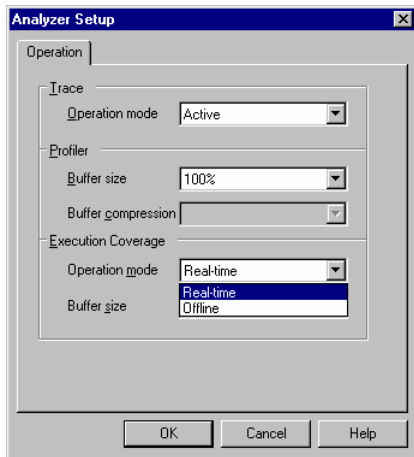 Analyzer Setup
Operation
Trace
Operation mode Active
Profiler
Buffer size 100%
Buffer compression
Execution Coverage
Operation mode Real-time
Real-time
Buffer size Offline
OK Cancel Help